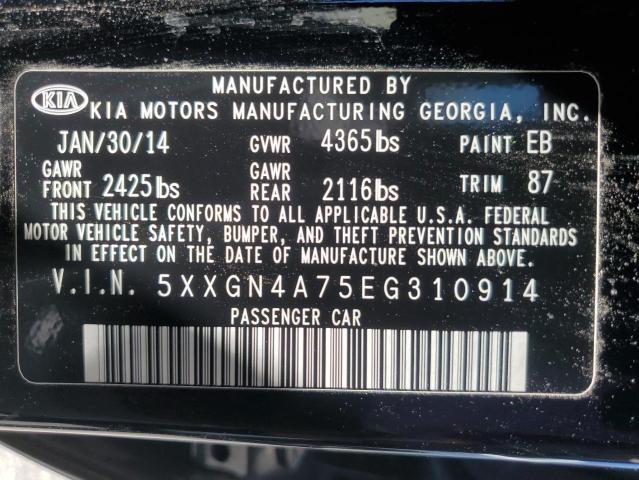 MANUFACTURED BY
KIA KIA MOTORS MANUFACTURING GEORGIA, INC.
JAN/30/14 GVWR 4365lbs PAINT EB
GAWR FRONT 2425lbs GAWR REAR 2116lbs TRIM 87
THIS VEHICLE CONFORMS TO ALL APPLICABLE U.S.A. FEDERAL
MOTOR VEHICLE SAFETY, BUMPER, AND THEFT PREVENTION STANDARDS
IN EFFECT ON THE DATE OF MANUFACTURE SHOWN ABOVE.
V.I.N. 5XXGN4A75EG310914
PASSENGER CAR